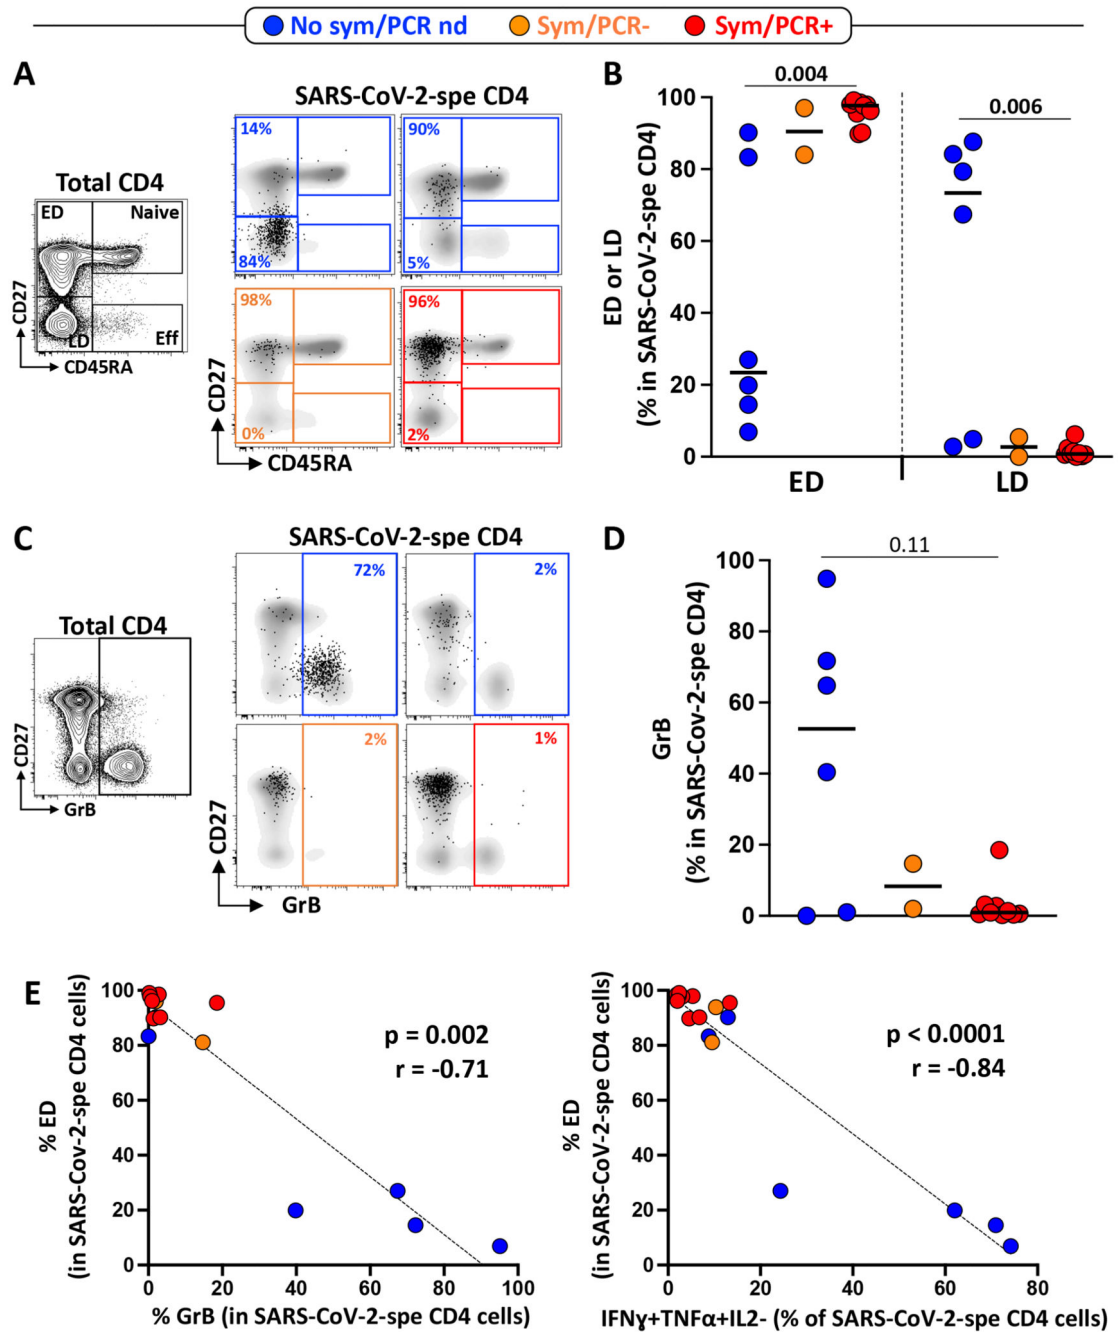 No sym/PCR nd Sym/PCR- Sym/PCR+
A
SARS-CoV-2-spe CD4
Total CD4
ED Naive
LD Eff
CD27
CD45RA
14%
84%
90%
5%
98%
0%
96%
2%
CD27
CD45RA
B
0.004
0.006
100
80
60
40
20
0
ED or LD
(% in SARS-CoV-2-spe CD4)
ED LD
C
SARS-CoV-2-spe CD4
Total CD4
CD27
GrB
72%
2%
2%
1%
CD27
GrB
D
0.11
100
80
60
40
20
0
GrB
(% in SARS-Cov-2-spe CD4)
E
100
80
60
40
20
0
% ED
(in SARS-Cov-2-spe CD4 cells)
p = 0.002
r = -0.71
0 20 40 60 80 100
% GrB (in SARS-CoV-2-spe CD4 cells)
100
80
60
40
20
0
% ED
(in SARS-CoV-2-spe CD4 cells)
p < 0.0001
r = -0.84
0 20 40 60 80
IFNɣ+TNFα+IL2- (% of SARS-CoV-2-spe CD4 cells)